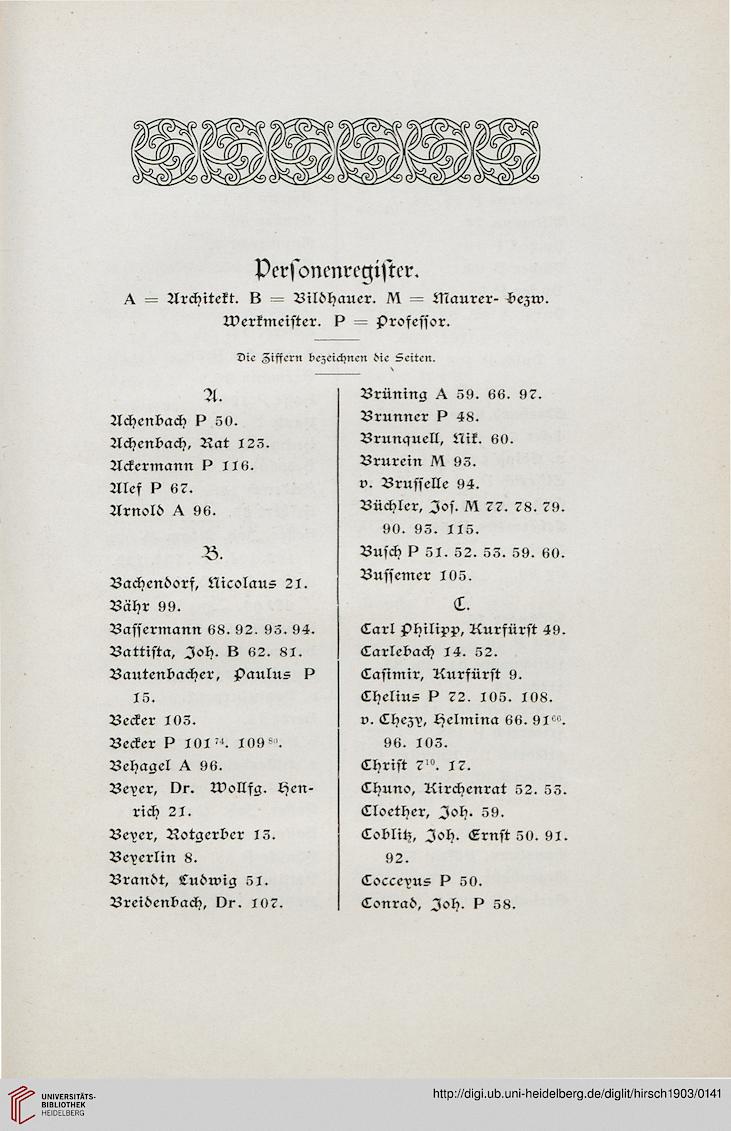 Personenregister.
A = Architekt. B = Bildhauer. M = Maurer- bezw.
Werkmeister. P = Professor.
Die Ziffern bezeichnen die Seiten.
A.
Achenbach P 50.
Achenbach, Rat 123.
Ackermann P 116.
Alef P 67.
Arnold A 96.
B.
Bachendorf, Nicolaus 21.
Bähr 99.
Bassermann 68. 92. 93. 94.
Battista, Joh. B 62. 81.
Bautenbacher, Paulus P
15.
Becker 103.
Becker P 101⁷⁴. 109⁸⁰.
Behagel A 96.
Beyer, Dr. Wollfg. Hen-
rich 21.
Beyer, Rotgerber 13.
Beyerlin 8.
Brandt, Ludwig 51.
Breidenbach, Dr. 107.
Brüning A 59. 66. 97.
Brunner P 48.
Brunquell, Nik. 60.
Brurein M 93.
v. Brusselle 94.
Büchler, Jos. M 77. 78. 79.
90. 93. 115.
Busch P 51. 52. 53. 59. 60.
Bussemer 105.
C.
Carl Philipp, Kurfürst 49.
Carlebach 14. 52.
Casimir, Kurfürst 9.
Chelius P 72. 105. 108.
v. Chezy, Helmina 66. 91⁶⁰.
96. 103.
Christ 7¹⁰. 17.
Chuno, Kirchenrat 52. 53.
Cloether, Joh. 59.
Coblitz, Joh. Ernst 50. 91.
92.
Cocceyus P 50.
Conrad, Joh. P 58.
UNIVERSITÄTS-
BIBLIOTHEK
HEIDELBERG
http://digi.ub.uni-heidelberg.de/diglit/hirsch1903/0141